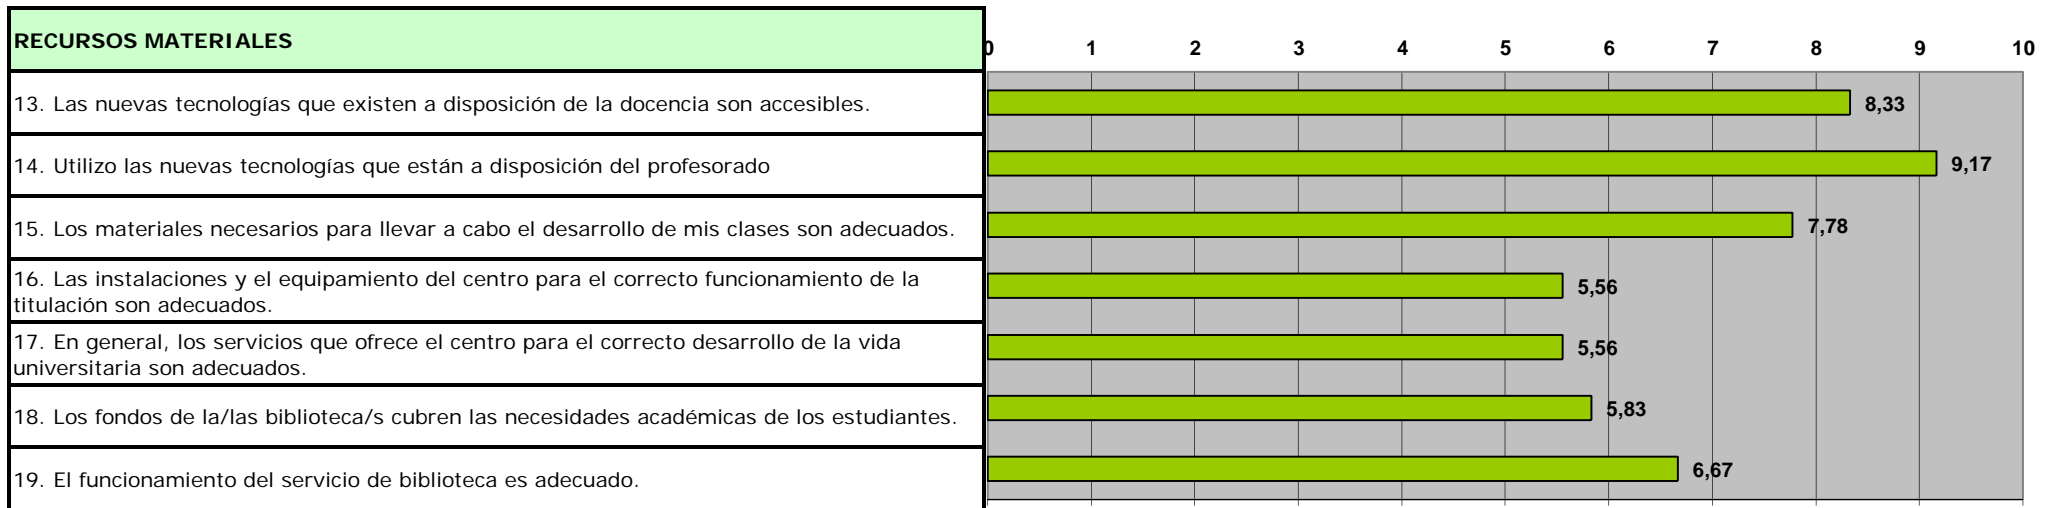 RECURSOS MATERIALES
0 1 2 3 4 5 6 7 8 9 10
13. Las nuevas tecnologías que existen a disposición de la docencia son accesibles.
8,33
14. Utilizo las nuevas tecnologías que están a disposición del profesorado
9,17
15. Los materiales necesarios para llevar a cabo el desarrollo de mis clases son adecuados.
7,78
16. Las instalaciones y el equipamiento del centro para el correcto funcionamiento de la
titulación son adecuados.
5,56
17. En general, los servicios que ofrece el centro para el correcto desarrollo de la vida
universitaria son adecuados.
5,56
18. Los fondos de la/las biblioteca/s cubren las necesidades académicas de los estudiantes.
5,83
19. El funcionamiento del servicio de biblioteca es adecuado.
6,67